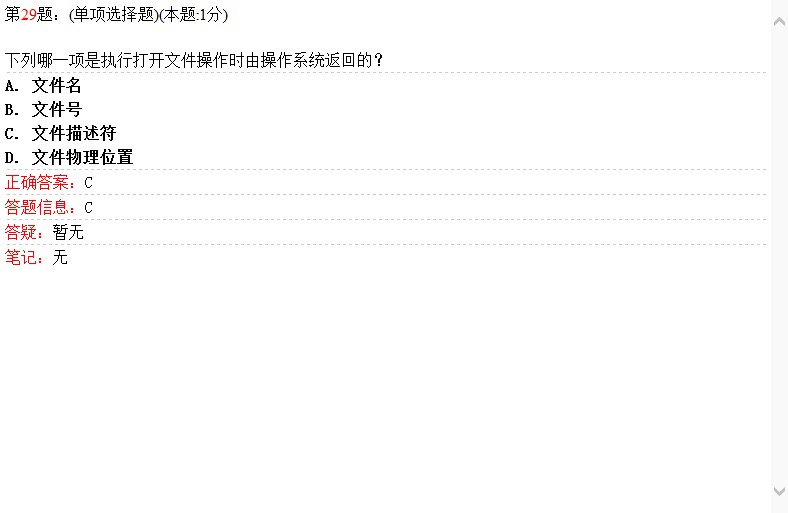 第29题：(单项选择题)(本题:1分)
下列哪一项是执行打开文件操作时由操作系统返回的？
A. 文件名
B. 文件号
C. 文件描述符
D. 文件物理位置
正确答案：C
答题信息：C
答疑：暂无
笔记：无